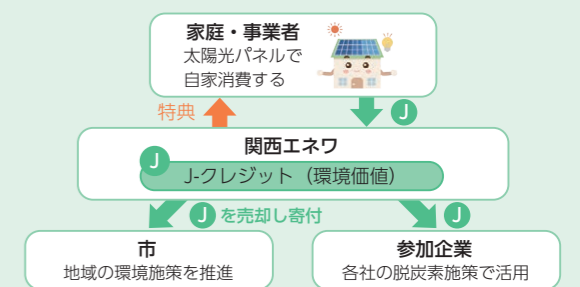 家庭・事業者
太陽光パネルで
自家消費する
特典
J
関西エネワ
J
J-クレジット（環境価値）
J を売却し寄付
J
市
地域の環境施策を推進
参加企業
各社の脱炭素施策で活用